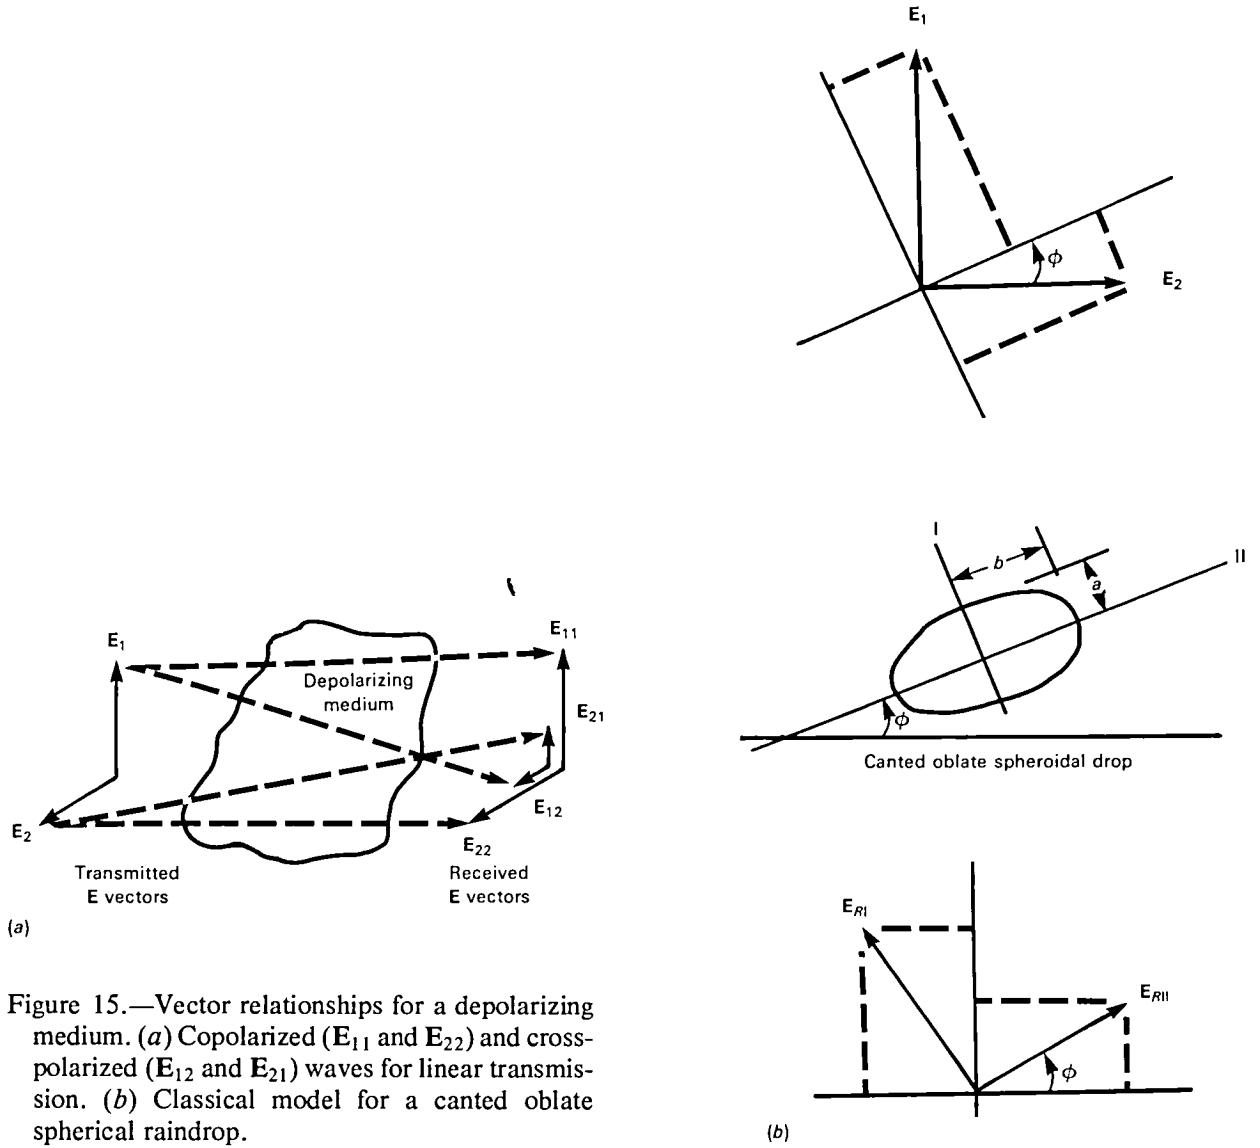 E1
ϕ
E2
I
b
a
II
ϕ
Canted oblate spheroidal drop
E1
E11
Depolarizing
medium
E21
E12
E2
E22
Transmitted
E vectors
Received
E vectors
(a)
ERI
ERII
ϕ
(b)
Figure 15.—Vector relationships for a depolarizing
medium. (a) Copolarized (E11 and E22) and cross-
polarized (E12 and E21) waves for linear transmis-
sion. (b) Classical model for a canted oblate
spherical raindrop.